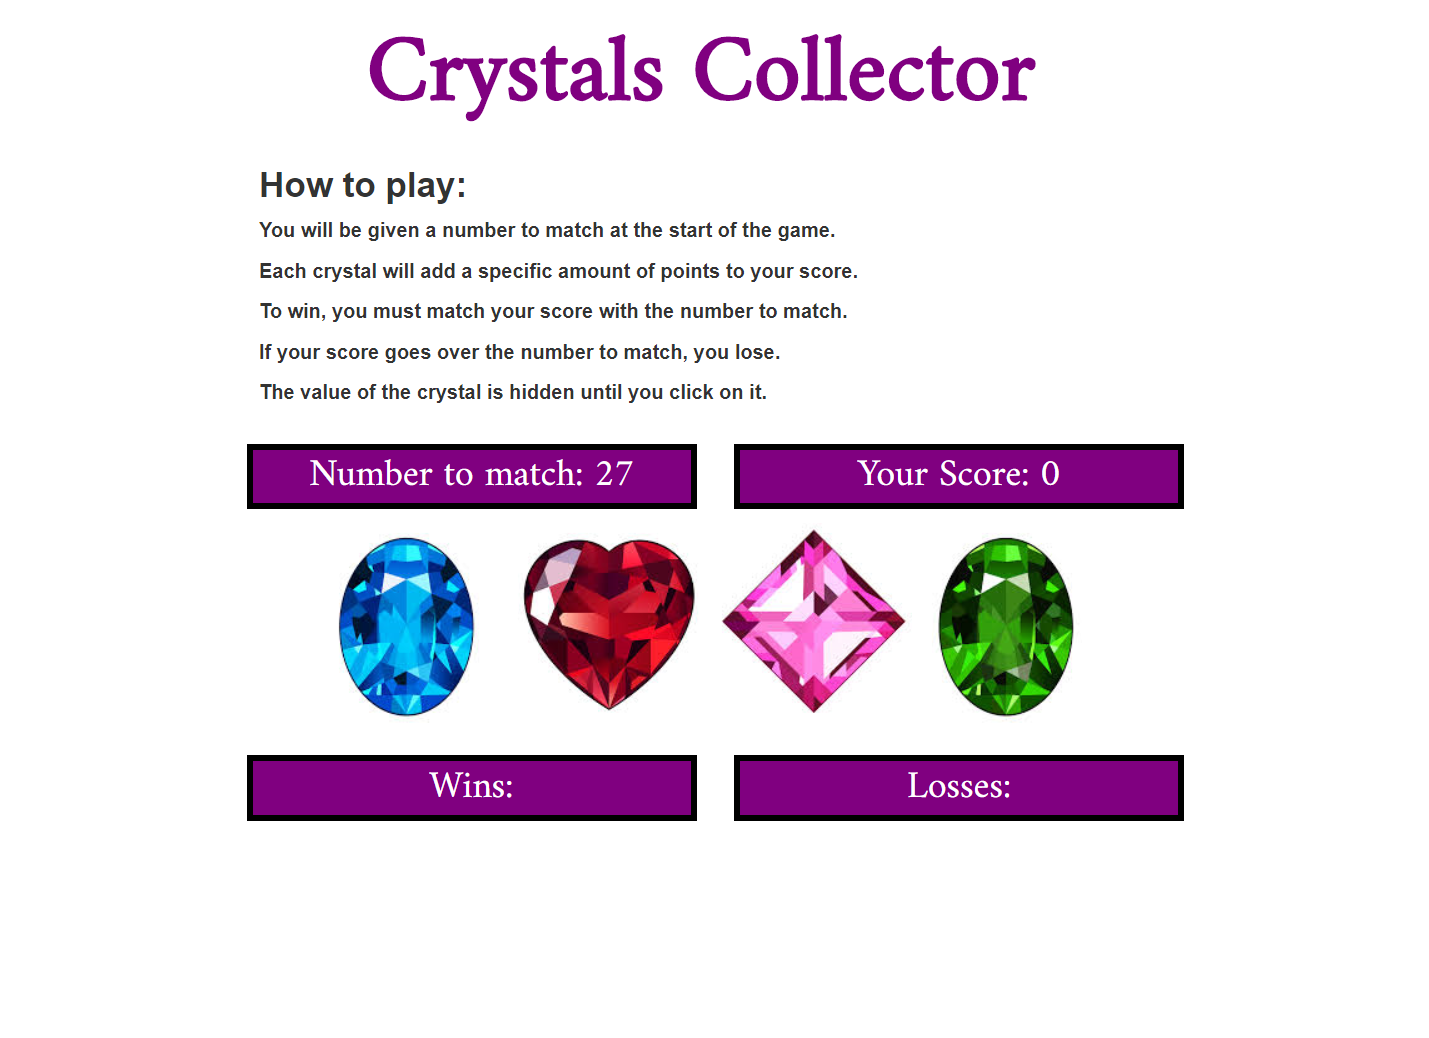 Crystals Collector
How to play:
You will be given a number to match at the start of the game.
Each crystal will add a specific amount of points to your score.
To win, you must match your score with the number to match.
If your score goes over the number to match, you lose.
The value of the crystal is hidden until you click on it.
Number to match: 27
Your Score: 0
Wins:
Losses: